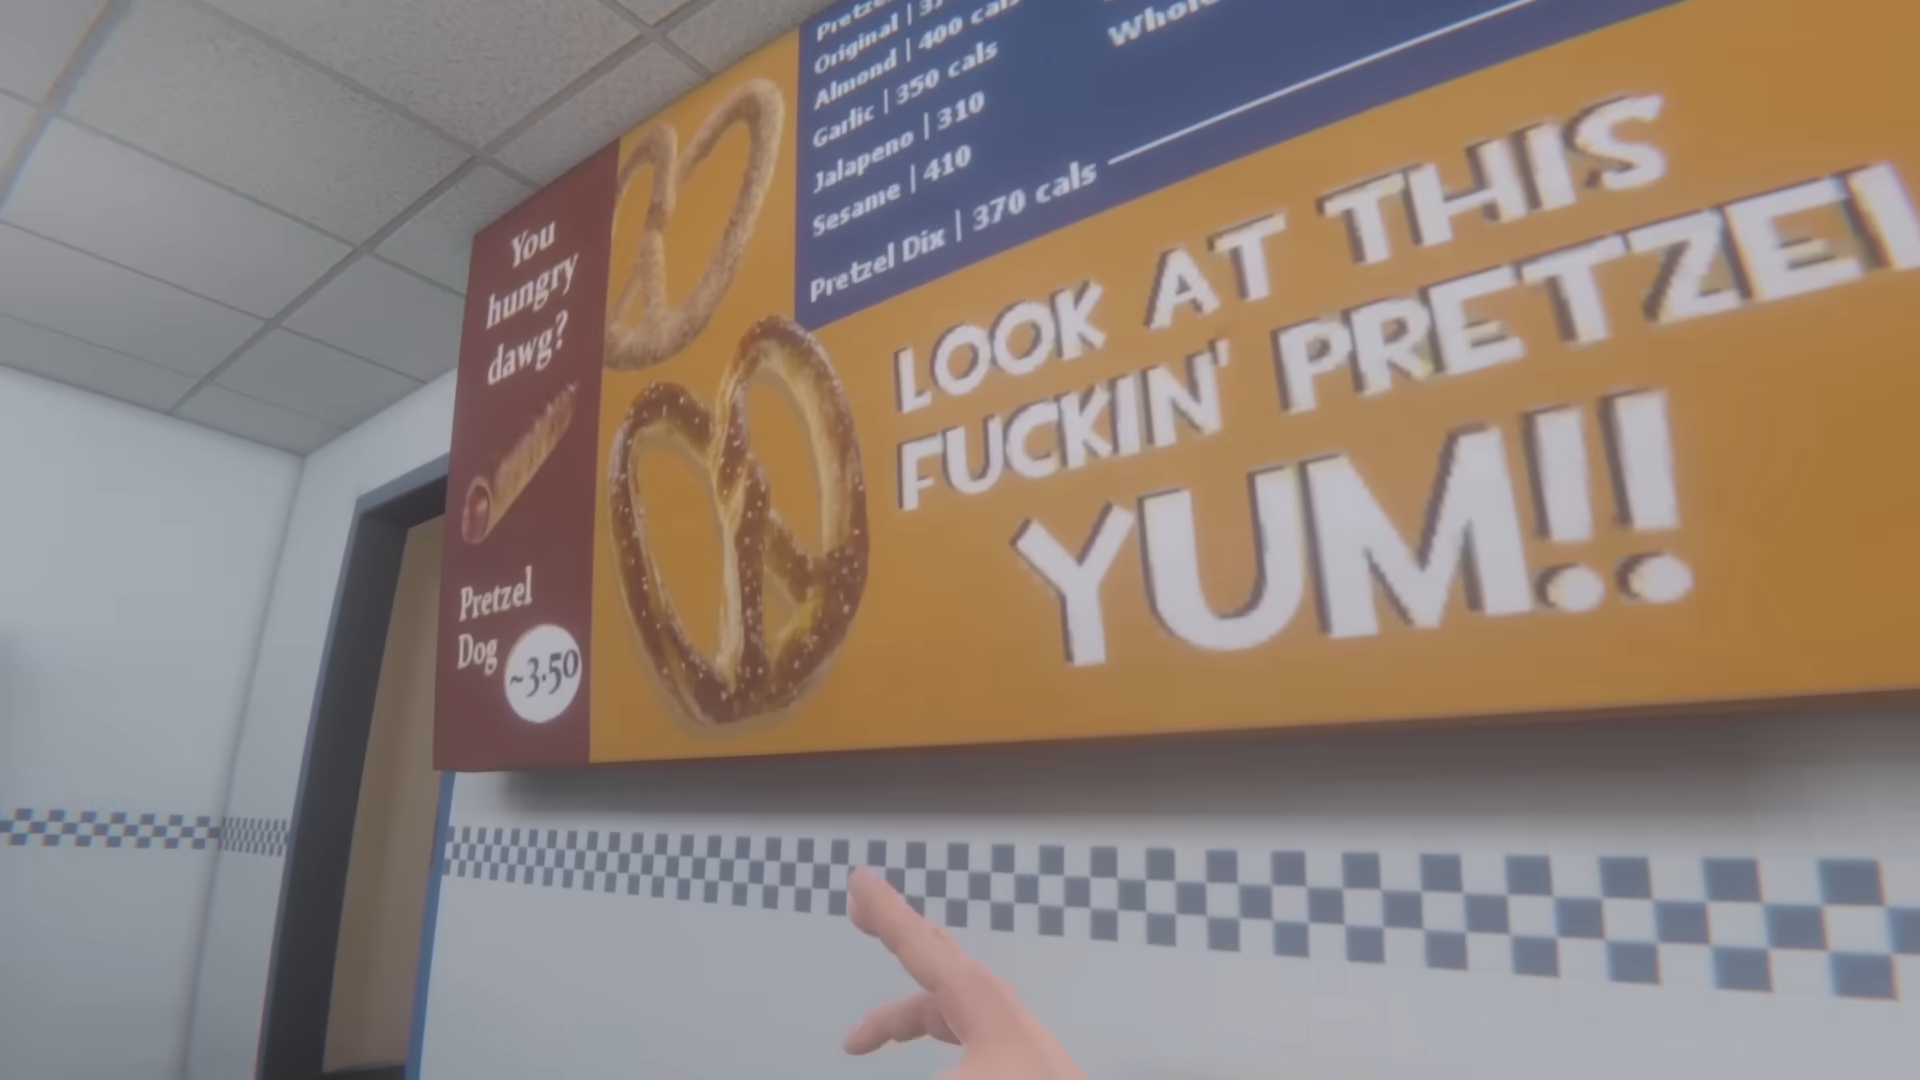 You
hungry
dawg?
Pretzel
Dog
~3.50
Original |
Almond | 400 cals
Garlic | 350 cals
Jalapeno | 310
Sesame | 410
Pretzel Dix | 370 cals
LOOK AT THIS
FUCKIN' PRETZEL
YUM!!